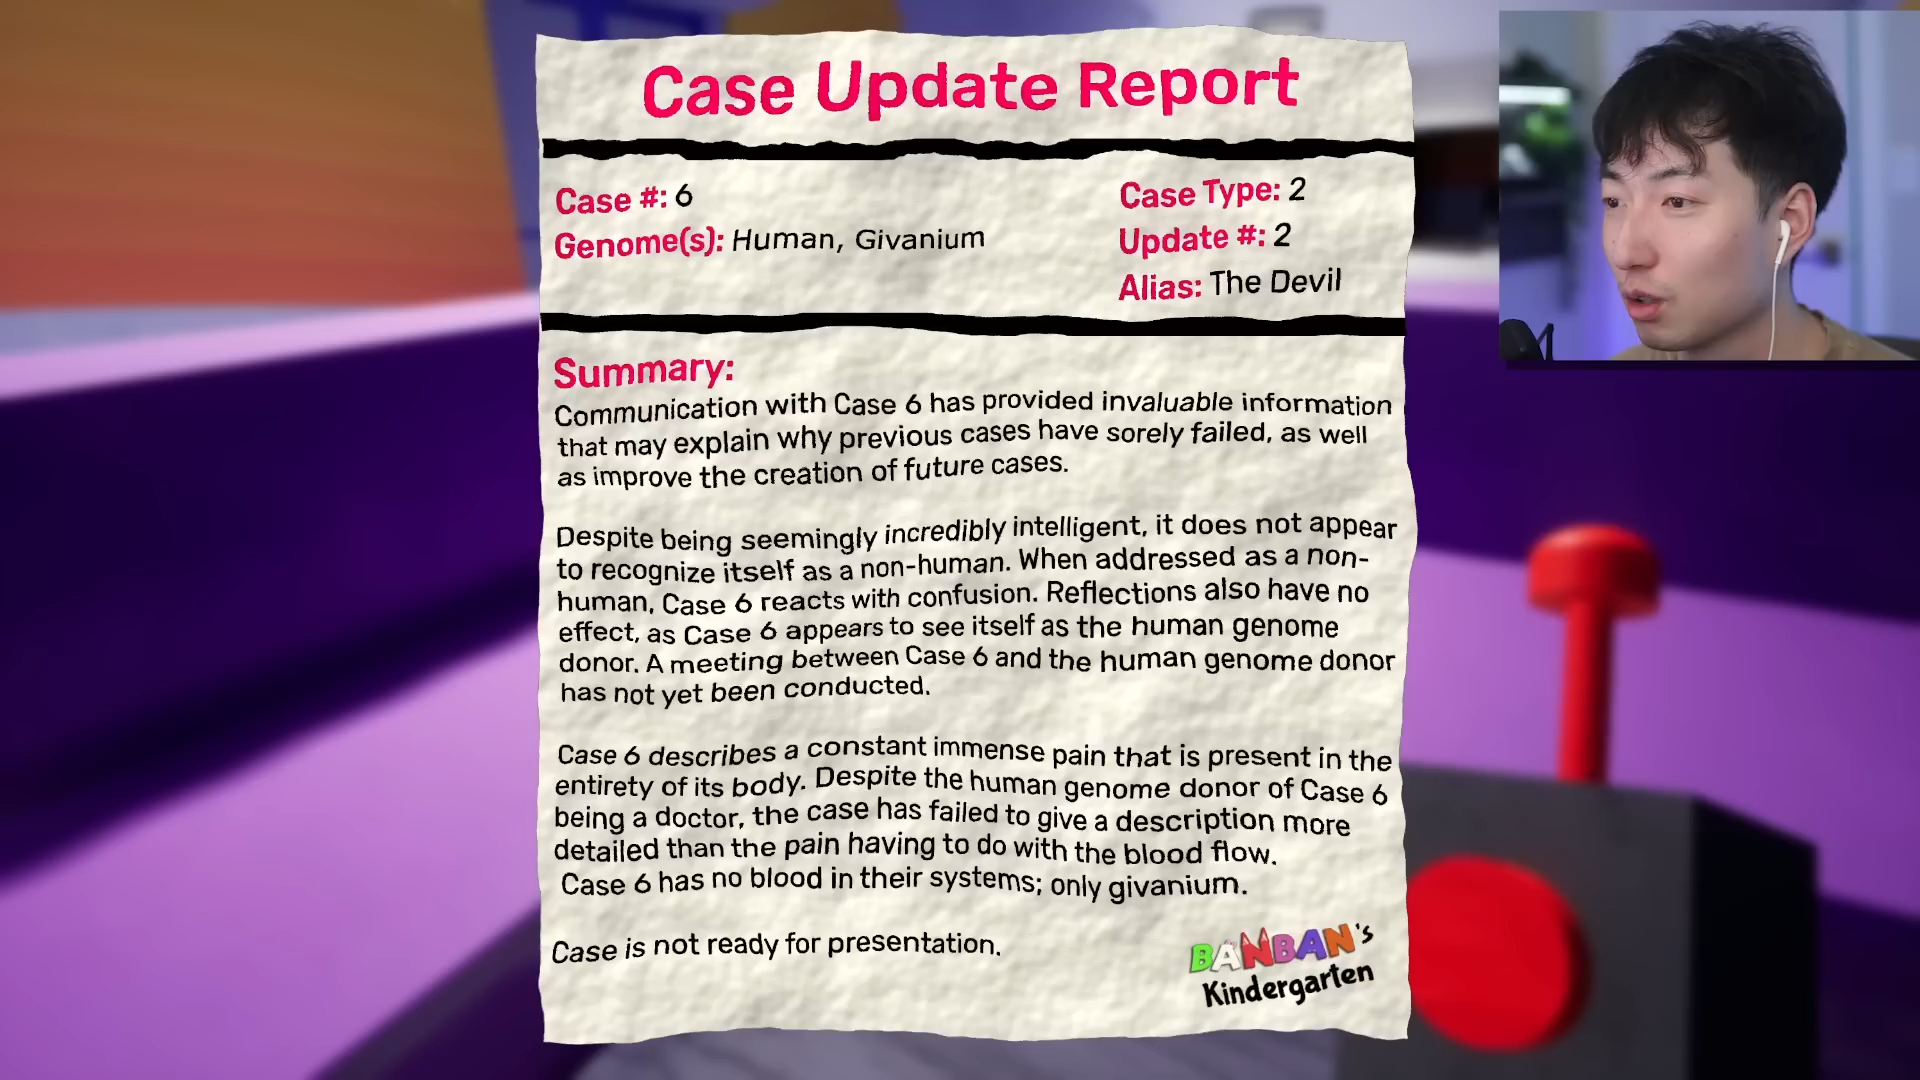 Case Update Report
Case #: 6
Genome(s): Human, Givanium
Case Type: 2
Update #: 2
Alias: The Devil
Summary:
Communication with Case 6 has provided invaluable information
that may explain why previous cases have sorely failed, as well
as improve the creation of future cases.
Despite being seemingly incredibly intelligent, it does not appear
to recognize itself as a non-human. When addressed as a non-
human, Case 6 reacts with confusion. Reflections also have no
effect, as Case 6 appears to see itself as the human genome
donor. A meeting between Case 6 and the human genome donor
has not yet been conducted.
Case 6 describes a constant immense pain that is present in the
entirety of its body. Despite the human genome donor of Case 6
being a doctor, the case has failed to give a description more
detailed than the pain having to do with the blood flow.
Case 6 has no blood in their systems; only givanium.
Case is not ready for presentation.
BANBAN's
Kindergarten